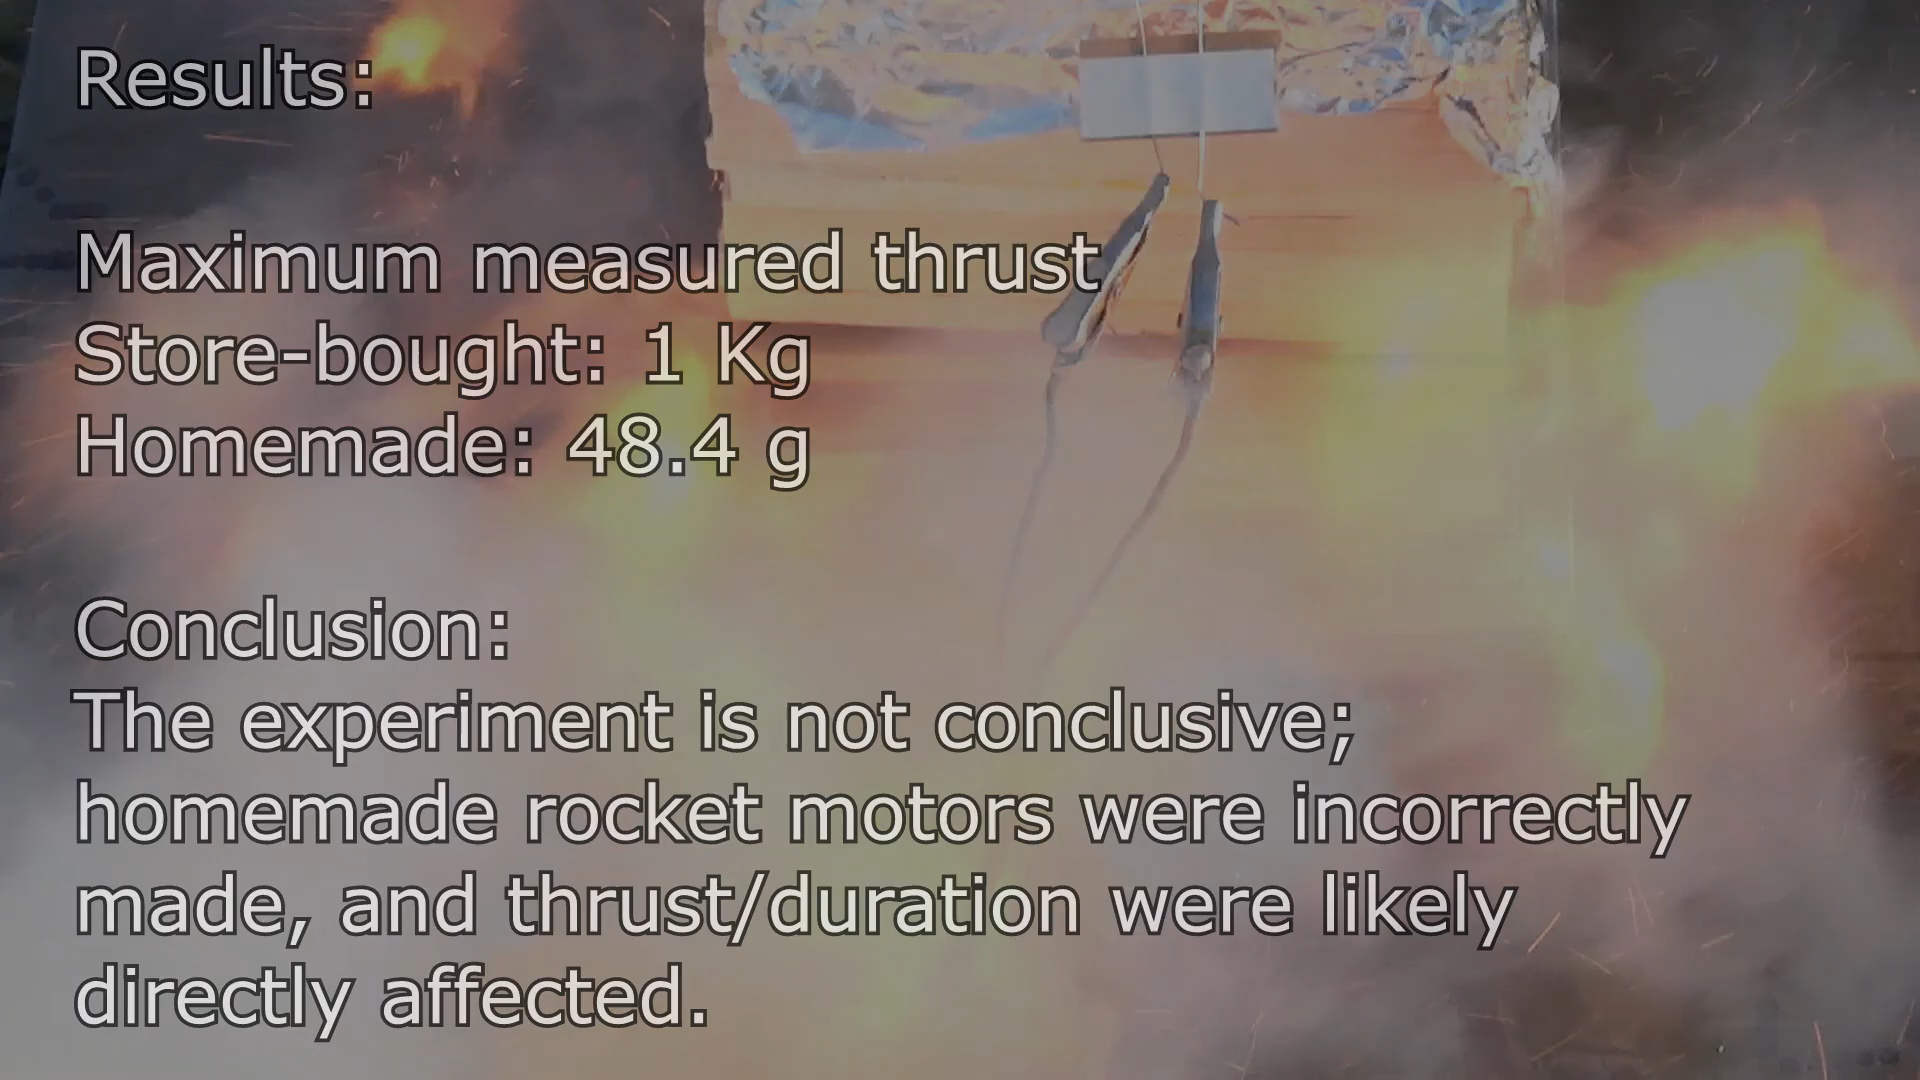 Results:
Maximum measured thrust
Store-bought: 1 Kg
Homemade: 48.4 g
Conclusion:
The experiment is not conclusive;
homemade rocket motors were incorrectly
made, and thrust/duration were likely
directly affected.